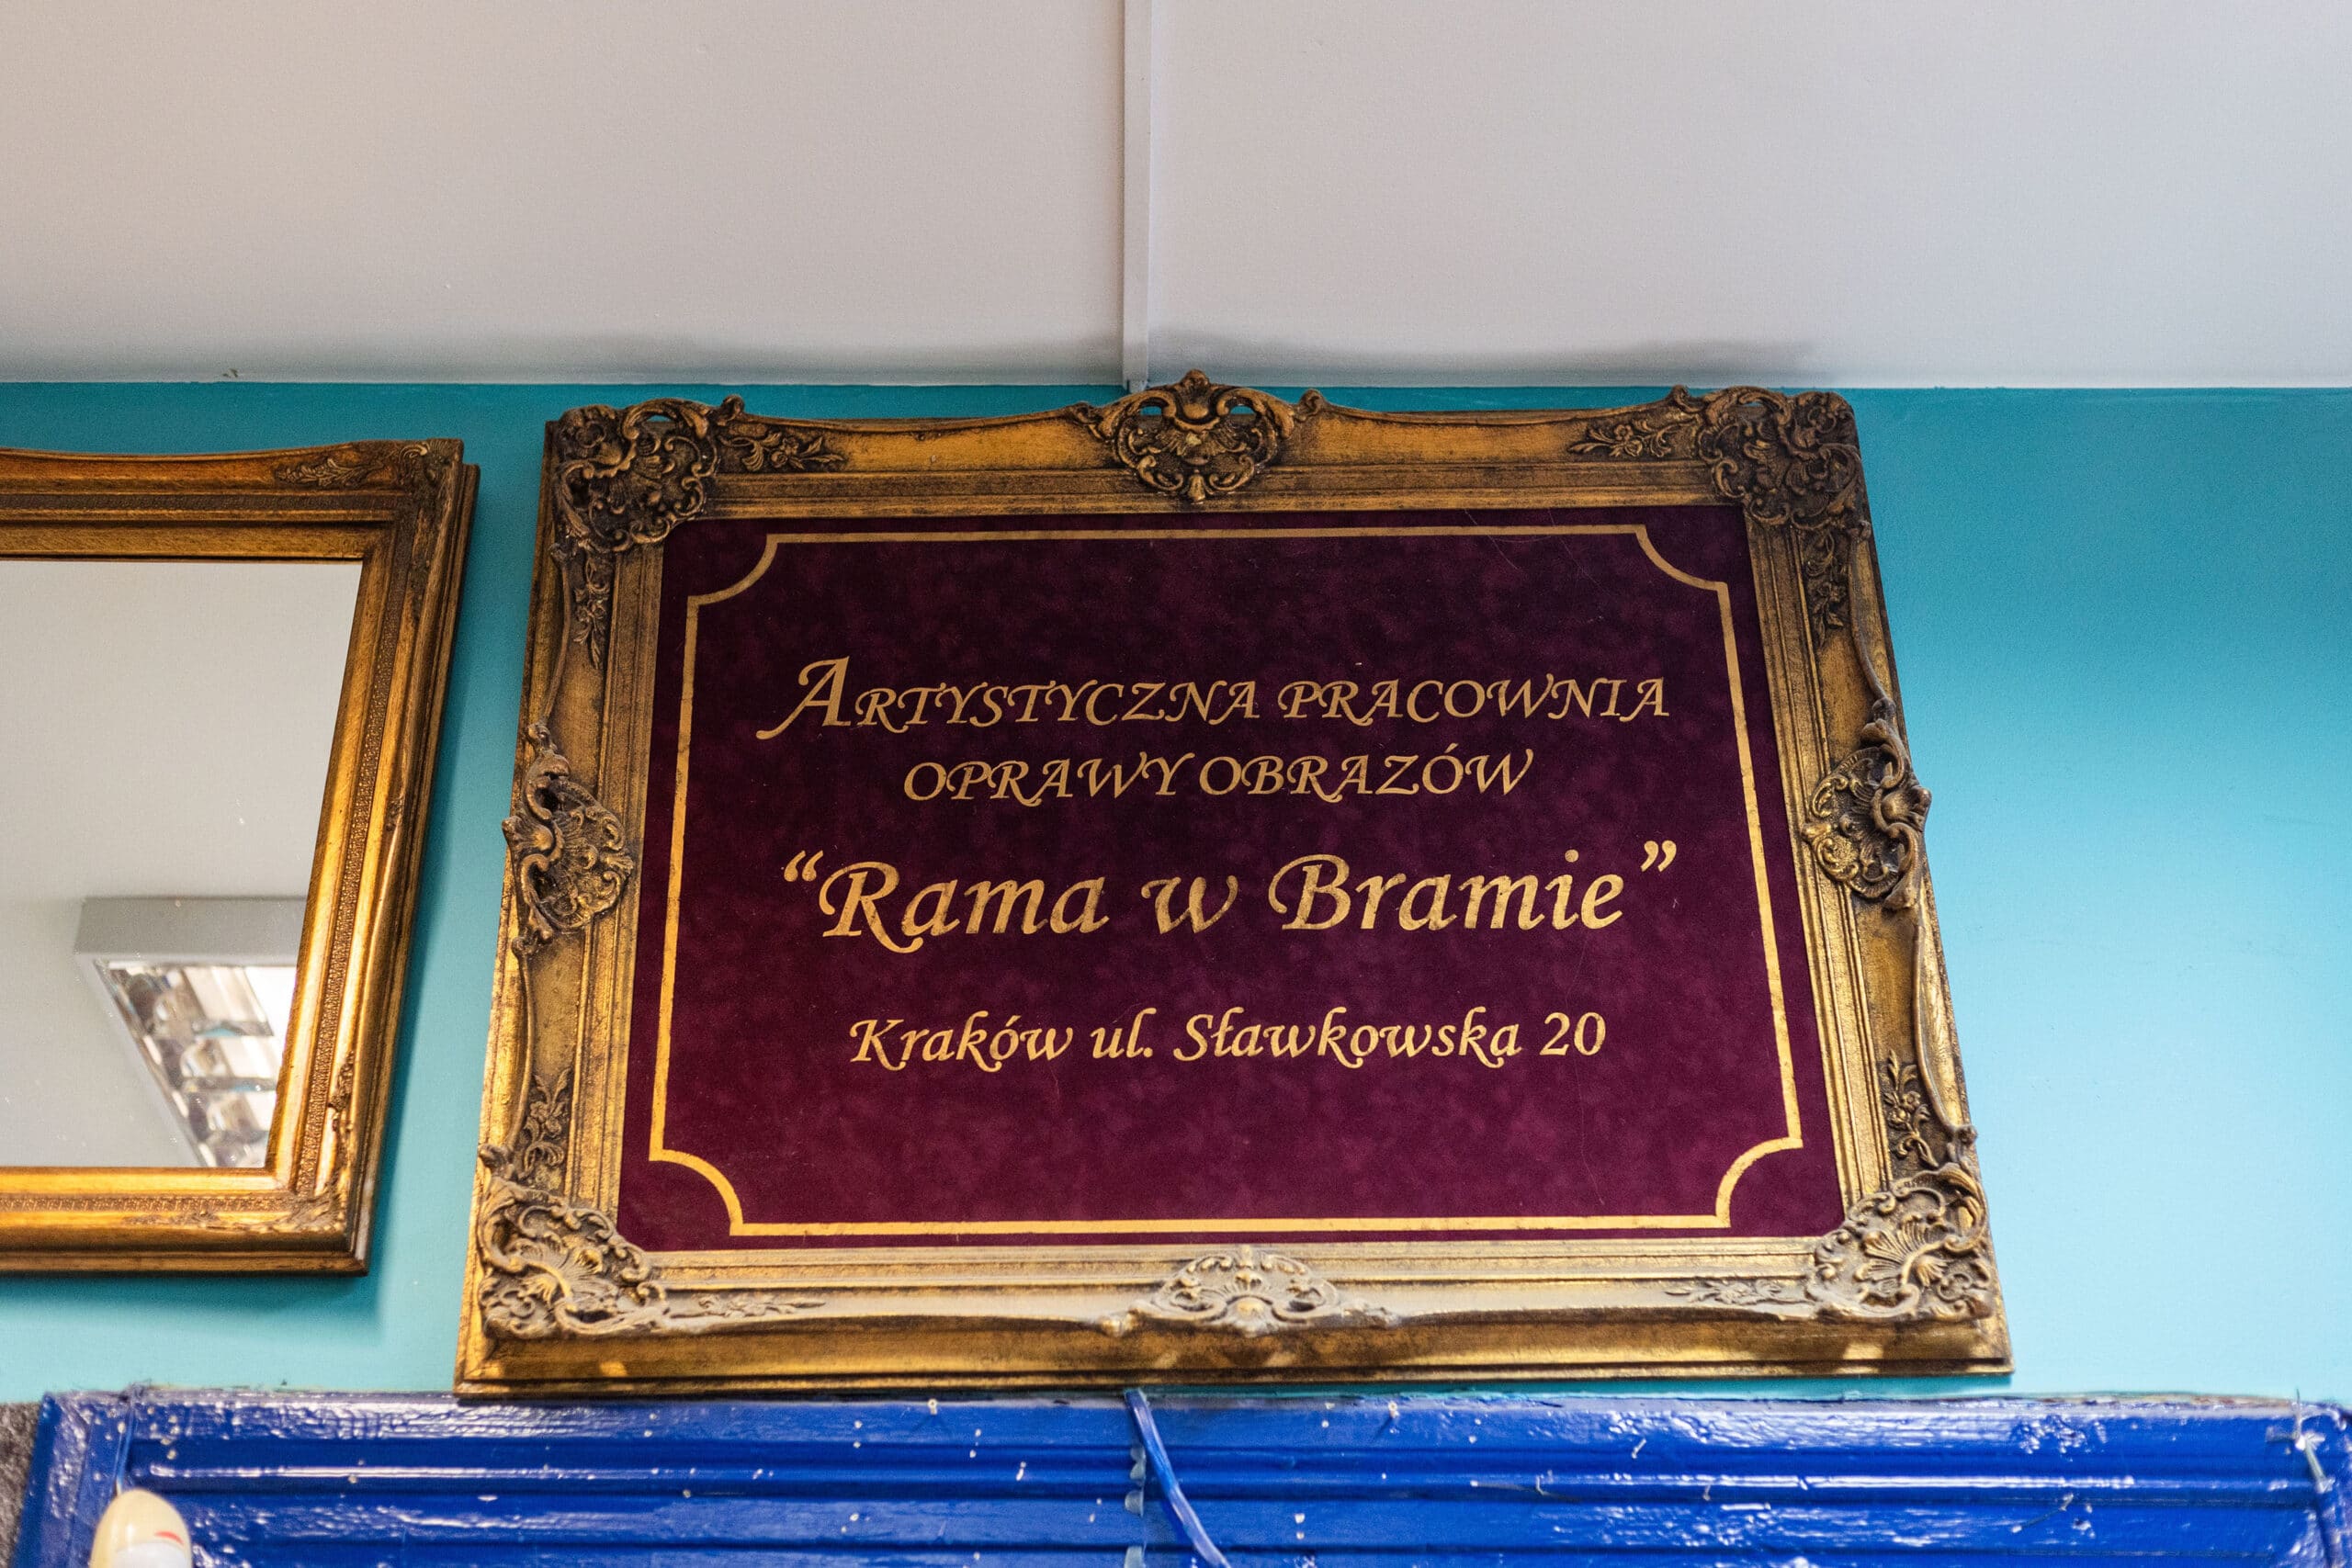 ARTYSTYCZNA PRACOWNIA
OPRAWY OBRAZÓW
“Rama w Bramie”
Kraków ul. Sławkowska 20